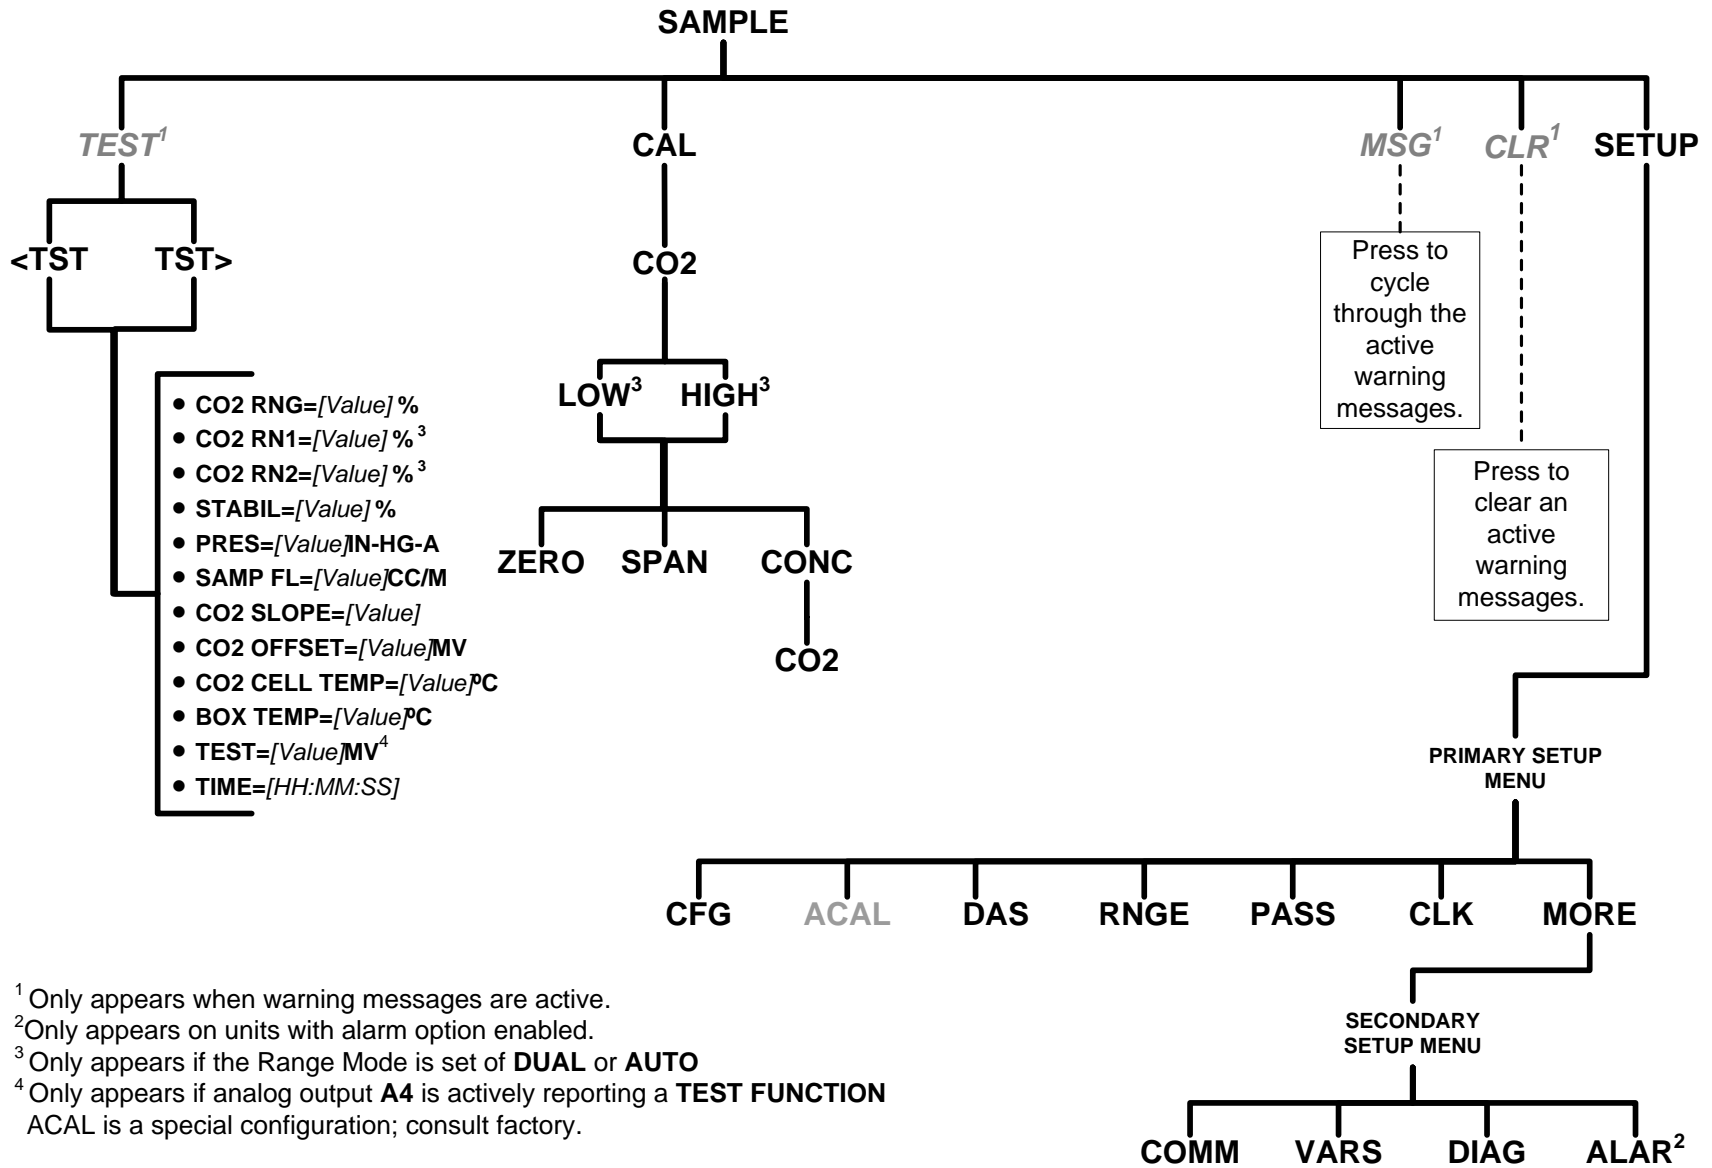 SAMPLE
TEST¹
CAL
MSG¹
CLR¹
SETUP
<TST
TST>
CO2
LOW³
HIGH³
ZERO
SPAN
CONC
CO2
• CO2 RNG=[Value] %
• CO2 RN1=[Value] % ³
• CO2 RN2=[Value] % ³
• STABIL=[Value] %
• PRES=[Value]IN-HG-A
• SAMP FL=[Value]CC/M
• CO2 SLOPE=[Value]
• CO2 OFFSET=[Value]MV
• CO2 CELL TEMP=[Value]ºC
• BOX TEMP=[Value]ºC
• TEST=[Value]MV⁴
• TIME=[HH:MM:SS]
Press to
cycle
through the
active
warning
messages.
Press to
clear an
active
warning
messages.
PRIMARY SETUP
MENU
CFG
ACAL
DAS
RNGE
PASS
CLK
MORE
SECONDARY
SETUP MENU
COMM
VARS
DIAG
ALAR²
¹ Only appears when warning messages are active.
²Only appears on units with alarm option enabled.
³ Only appears if the Range Mode is set of DUAL or AUTO
⁴ Only appears if analog output A4 is actively reporting a TEST FUNCTION
ACAL is a special configuration; consult factory.